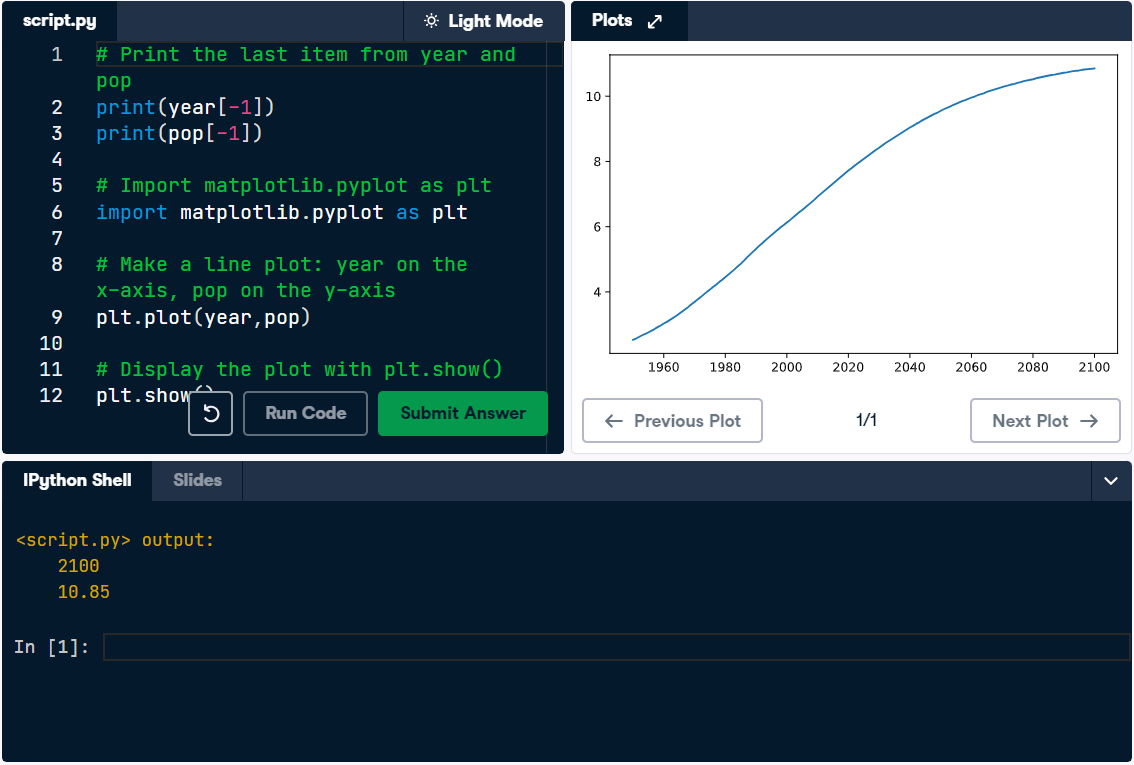 script.py
Light Mode
1 # Print the last item from year and
pop
2 print(year[-1])
3 print(pop[-1])
4
5 # Import matplotlib.pyplot as plt
6 import matplotlib.pyplot as plt
7
8 # Make a line plot: year on the
x-axis, pop on the y-axis
9 plt.plot(year,pop)
10
11 # Display the plot with plt.show()
12 plt.show()
Run Code
Submit Answer
Plots
10
8
6
4
1960 1980 2000 2020 2040 2060 2080 2100
← Previous Plot
1/1
Next Plot →
IPython Shell
Slides
<script.py> output:
2100
10.85
In [1]: